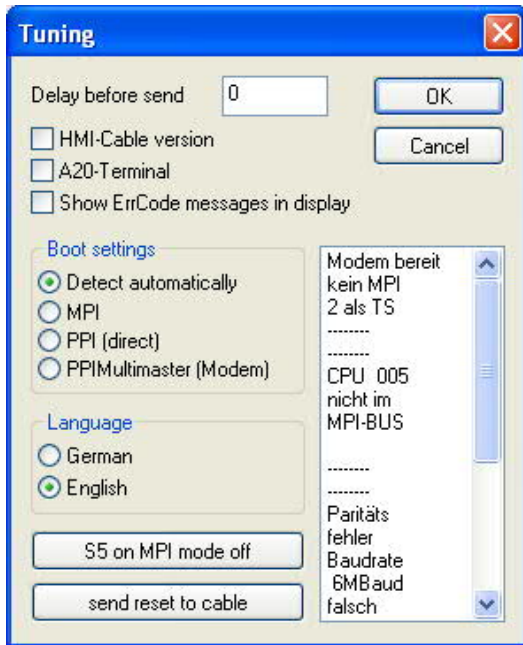 Tuning
Delay before send 0
OK
HMI-Cable version
Cancel
A20-Terminal
Show ErrCode messages in display
Boot settings
Detect automatically
MPI
PPI (direct)
PPIMultimaster (Modem)
Language
German
English
S5 on MPI mode off
send reset to cable
Modem bereit
kein MPI
2 als TS
--------
--------
CPU 005
nicht im
MPI-BUS
--------
--------
Paritäts
fehler
Baudrate
6MBaud
falsch